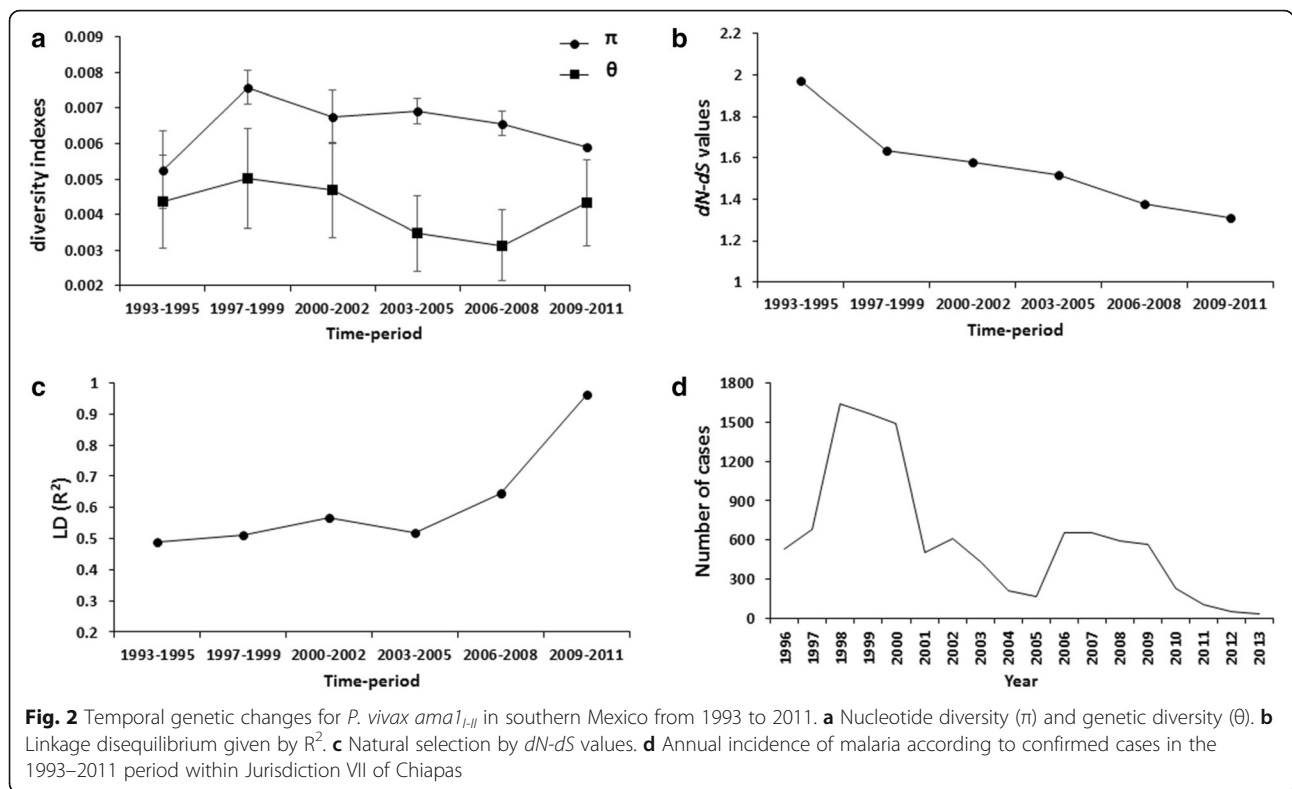 a
0.009
0.008
0.007
0.006
0.005
0.004
0.003
0.002
diversity indexes
π
θ
1993-1995 1997-1999 2000-2002 2003-2005 2006-2008 2009-2011
Time-period
b
2.2
2
1.8
1.6
1.4
1.2
1
dN-dS values
1993-1995 1997-1999 2000-2002 2003-2005 2006-2008 2009-2011
Time-period
c
1
0.9
0.8
0.7
0.6
0.5
0.4
0.3
0.2
LD (R²)
1993-1995 1997-1999 2000-2002 2003-2005 2006-2008 2009-2011
Time-period
d
1800
1500
1200
900
600
300
0
Number of cases
1996 1997 1998 1999 2000 2001 2002 2003 2004 2005 2006 2007 2008 2009 2010 2011 2012 2013
Year
Fig. 2 Temporal genetic changes for P. vivax ama1I-II in southern Mexico from 1993 to 2011. a Nucleotide diversity (π) and genetic diversity (θ). b
Linkage disequilibrium given by R². c Natural selection by dN-dS values. d Annual incidence of malaria according to confirmed cases in the
1993–2011 period within Jurisdiction VII of Chiapas